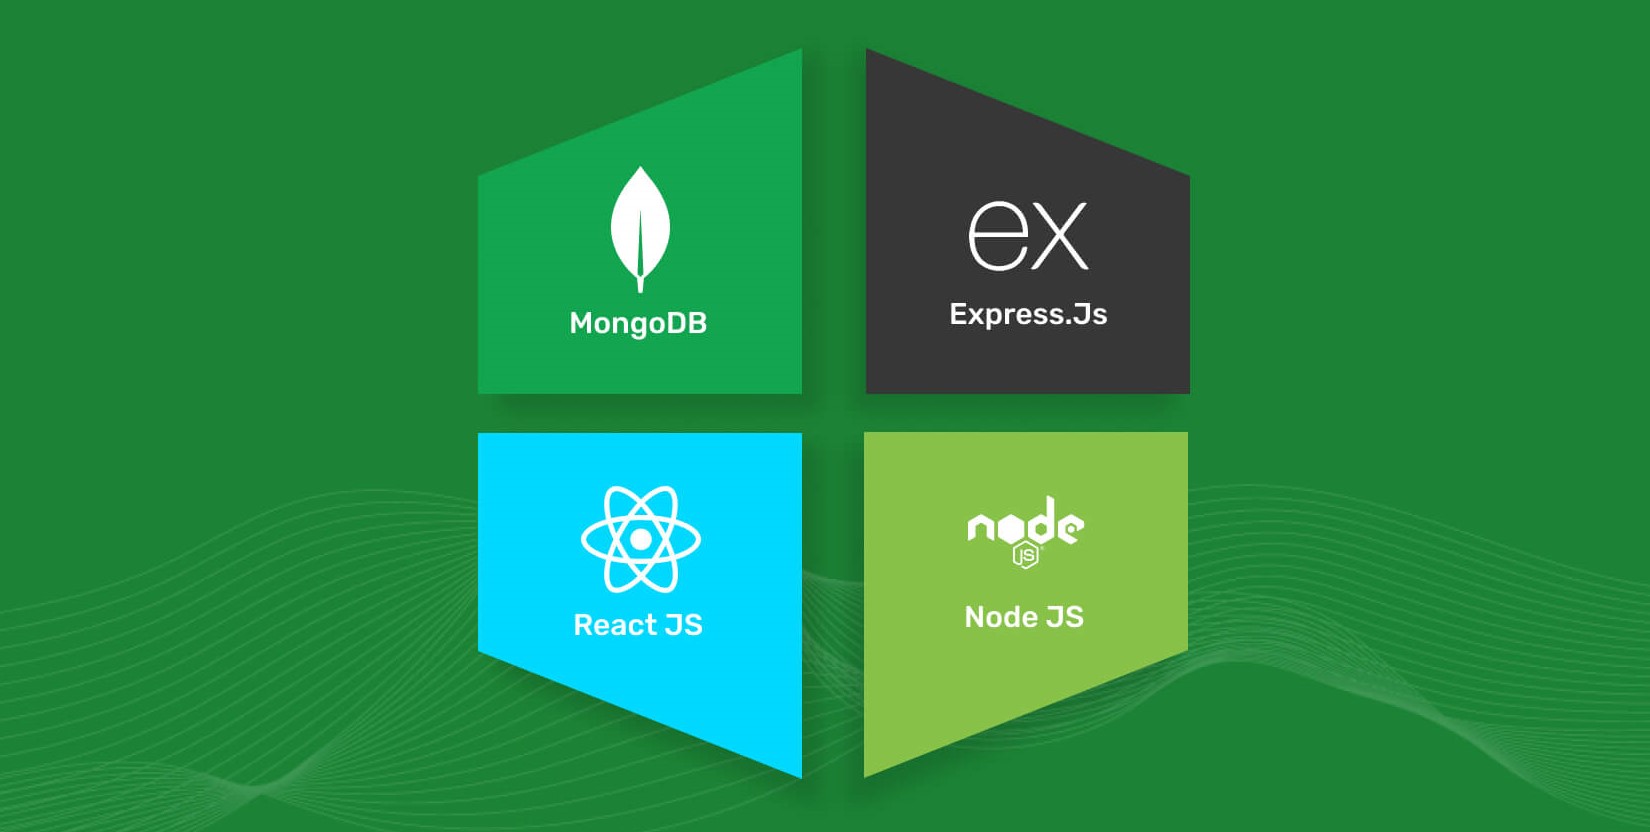 MongoDB
ex
Express.Js
React JS
node
JS
Node JS